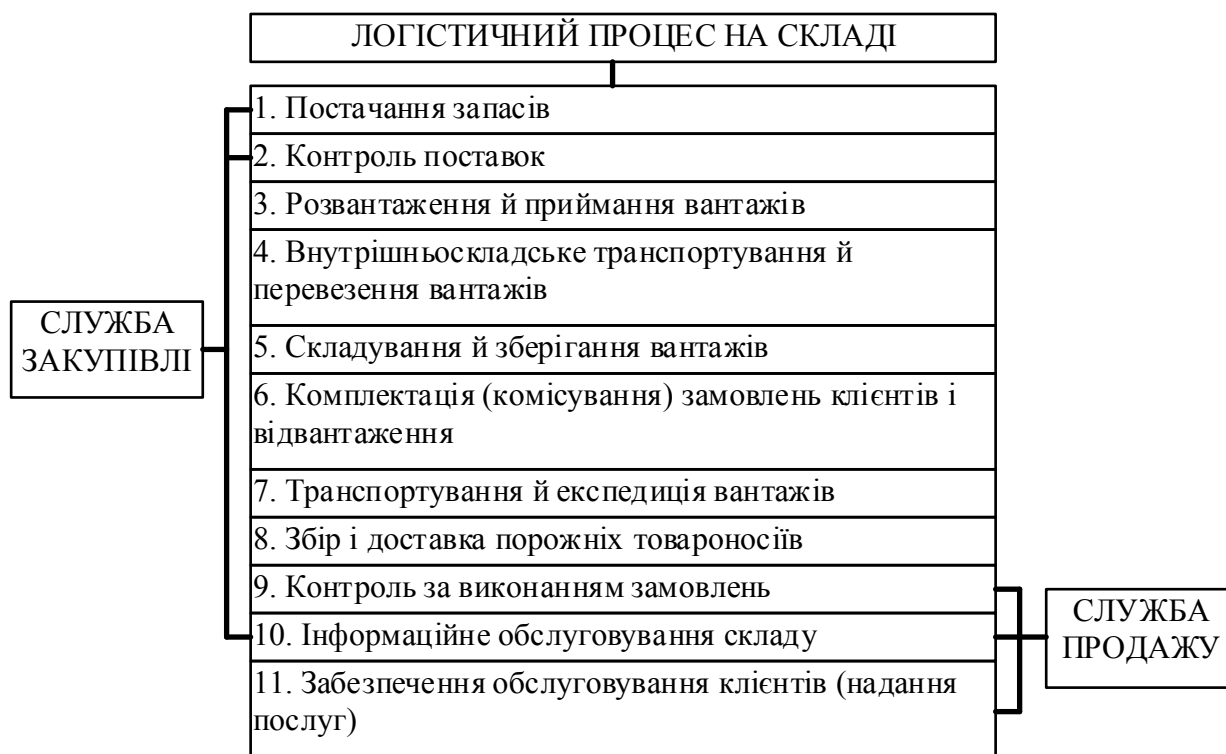 ЛОГІСТИЧНИЙ ПРОЦЕС НА СКЛАДІ
1. Постачання запасів
2. Контроль поставок
3. Розвантаження й приймання вантажів
4. Внутрішньоскладське транспортування й
перевезення вантажів
СЛУЖБА
ЗАКУПІВЛІ
5. Складування й зберігання вантажів
6. Комплектація (комісування) замовлень клієнтів і
відвантаження
7. Транспортування й експедиція вантажів
8. Збір і доставка порожніх товароносіїв
9. Контроль за виконанням замовлень
10. Інформаційне обслуговування складу
11. Забезпечення обслуговування клієнтів (надання
послуг)
СЛУЖБА
ПРОДАЖУ